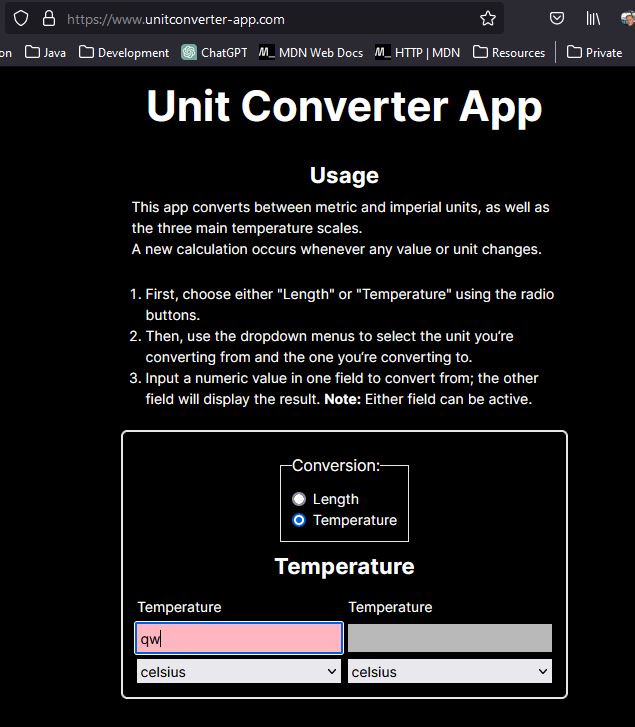 https://www.unitconverter-app.com
on Java Development ChatGPT M_ MDN Web Docs M_ HTTP | MDN Resources Private
Unit Converter App
Usage
This app converts between metric and imperial units, as well as
the three main temperature scales.
A new calculation occurs whenever any value or unit changes.
1. First, choose either "Length" or "Temperature" using the radio
buttons.
2. Then, use the dropdown menus to select the unit you’re
converting from and the one you’re converting to.
3. Input a numeric value in one field to convert from; the other
field will display the result. Note: Either field can be active.
Conversion:
Length
Temperature
Temperature
Temperature Temperature
qw
celsius celsius